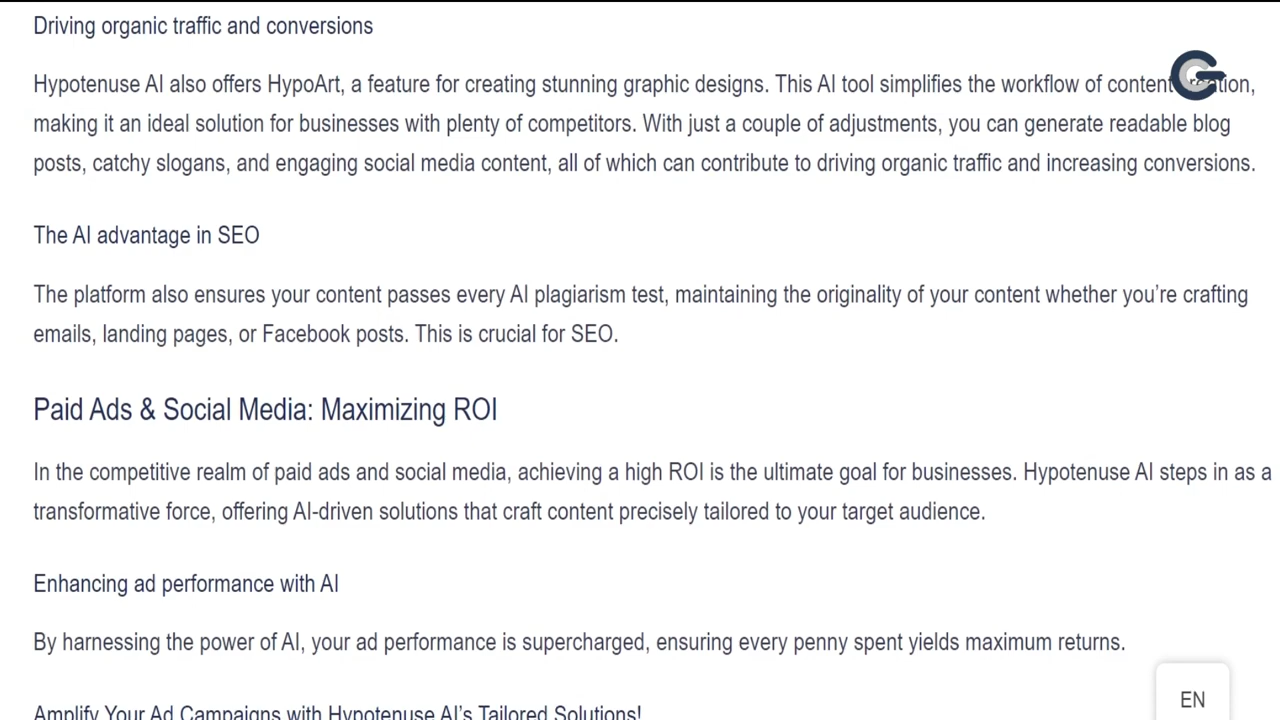 Driving organic traffic and conversions
Hypotenuse AI also offers HypoArt, a feature for creating stunning graphic designs. This AI tool simplifies the workflow of content creation,
making it an ideal solution for businesses with plenty of competitors. With just a couple of adjustments, you can generate readable blog
posts, catchy slogans, and engaging social media content, all of which can contribute to driving organic traffic and increasing conversions.
The AI advantage in SEO
The platform also ensures your content passes every AI plagiarism test, maintaining the originality of your content whether you’re crafting
emails, landing pages, or Facebook posts. This is crucial for SEO.
Paid Ads & Social Media: Maximizing ROI
In the competitive realm of paid ads and social media, achieving a high ROI is the ultimate goal for businesses. Hypotenuse AI steps in as a
transformative force, offering AI-driven solutions that craft content precisely tailored to your target audience.
Enhancing ad performance with AI
By harnessing the power of AI, your ad performance is supercharged, ensuring every penny spent yields maximum returns.
EN
Amplify Your Ad Campaigns with Hypotenuse AI’s Tailored Solutions!